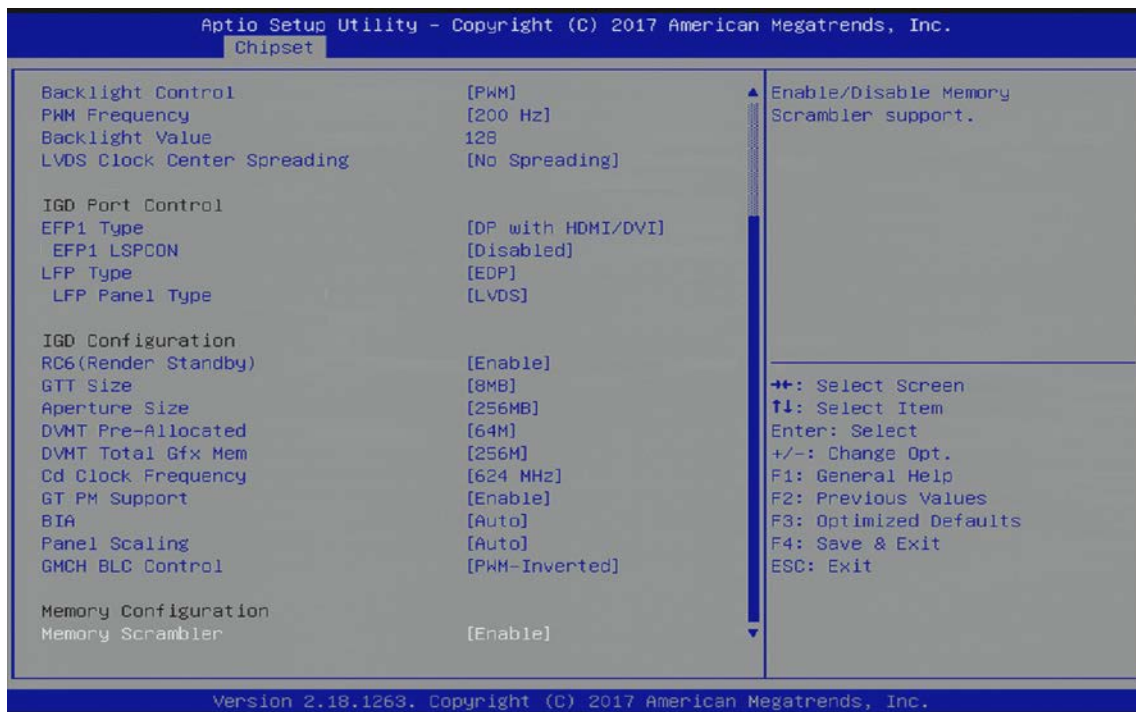 Aptio Setup Utility – Copyright (C) 2017 American Megatrends, Inc.
Chipset
Backlight Control [PWM]
PWM Frequency [200 Hz]
Backlight Value 128
LVDS Clock Center Spreading [No Spreading]
IGD Port Control
EFP1 Type [DP with HDMI/DVI]
EFP1 LSPCON [Disabled]
LFP Type [EDP]
LFP Panel Type [LVDS]
IGD Configuration
RC6(Render Standby) [Enable]
GTT Size [8MB]
Aperture Size [256MB]
DVMT Pre-Allocated [64M]
DVMT Total Gfx Mem [256M]
Cd Clock Frequency [624 MHz]
GT PM Support [Enable]
BIA [Auto]
Panel Scaling [Auto]
GMCH BLC Control [PWM-Inverted]
Memory Configuration
Memory Scrambler [Enable]
Enable/Disable Memory
Scrambler support.
→←: Select Screen
↑↓: Select Item
Enter: Select
+/-: Change Opt.
F1: General Help
F2: Previous Values
F3: Optimized Defaults
F4: Save & Exit
ESC: Exit
Version 2.18.1263. Copyright (C) 2017 American Megatrends, Inc.